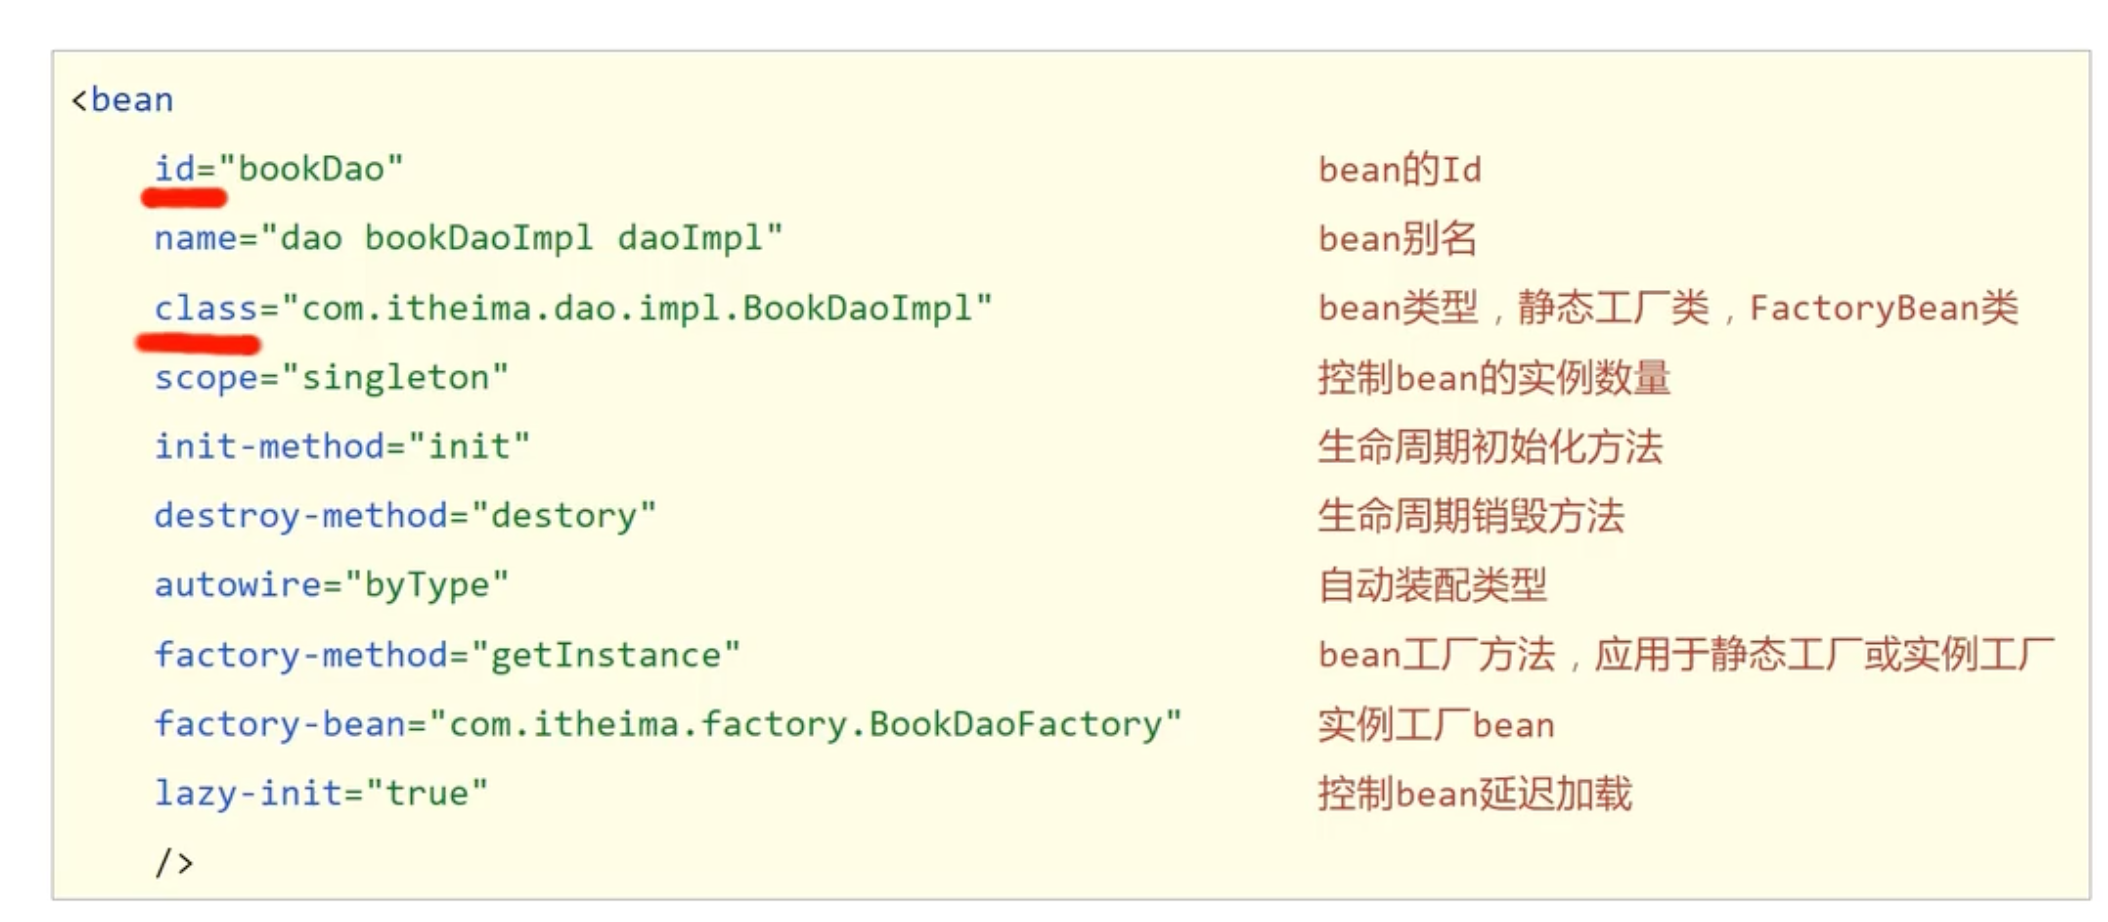 <bean
id="bookDao" bean的Id
name="dao bookDaoImpl daoImpl" bean别名
class="com.itheima.dao.impl.BookDaoImpl" bean类型，静态工厂类，FactoryBean类
scope="singleton" 控制bean的实例数量
init-method="init" 生命周期初始化方法
destroy-method="destory" 生命周期销毁方法
autowire="byType" 自动装配类型
factory-method="getInstance" bean工厂方法，应用于静态工厂或实例工厂
factory-bean="com.itheima.factory.BookDaoFactory" 实例工厂bean
lazy-init="true" 控制bean延迟加载
/>